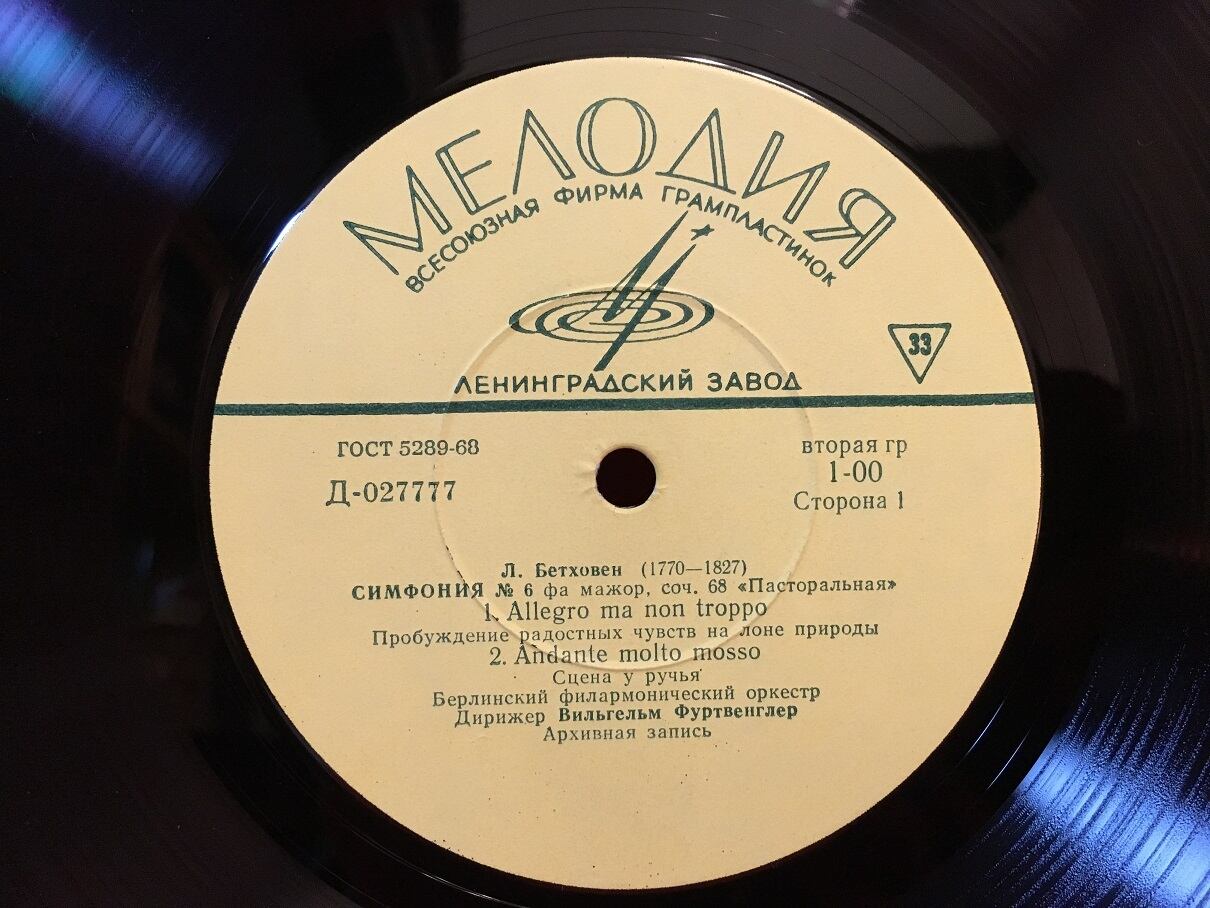 МЕЛОДИЯ
ВСЕСОЮЗНАЯ ФИРМА ГРАМПЛАСТИНОК
33
ЛЕНИНГРАДСКИЙ ЗАВОД
ГОСТ 5289-68
Д-027777
вторая гр
1-00
Сторона 1
Л. Бетховен (1770—1827)
СИМФОНИЯ № 6 фа мажор, соч. 68 «Пасторальная»
1. Allegro ma non troppo
Пробуждение радостных чувств на лоне природы
2. Andante molto mosso
Сцена у ручья
Берлинский филармонический оркестр
Дирижер Вильгельм Фуртвенглер
Архивная запись